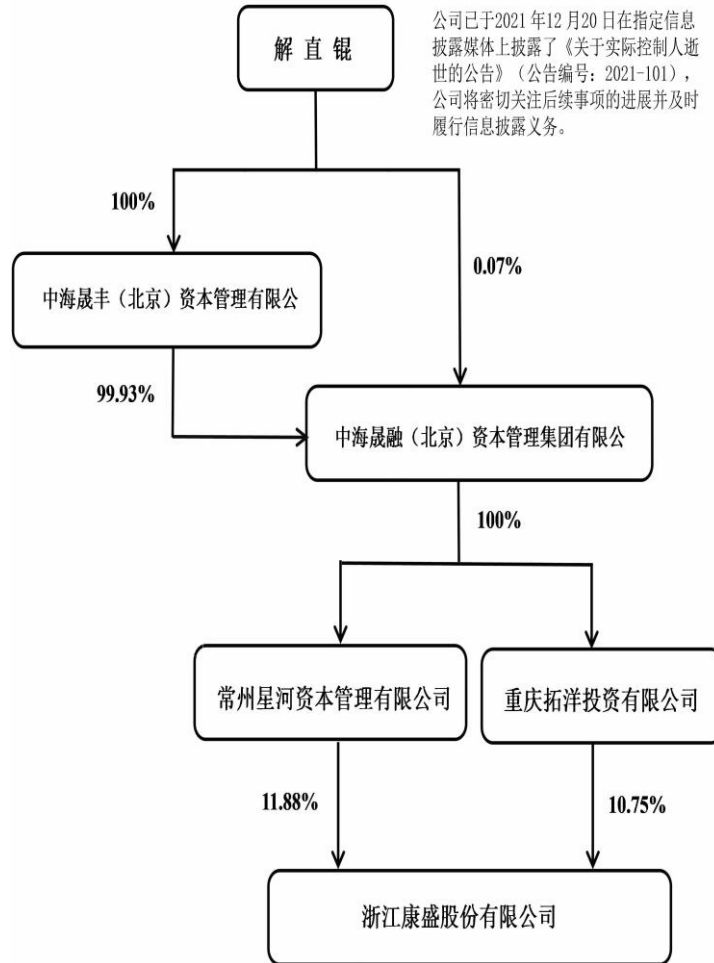 解直锟
公司已于2021年12月20日在指定信息
披露媒体上披露了《关于实际控制人逝
世的公告》（公告编号：2021-101），
公司将密切关注后续事项的进展并及时
履行信息披露义务。
100%
0.07%
中海晟丰（北京）资本管理有限公
99.93%
中海晟融（北京）资本管理集团有限公
100%
常州星河资本管理有限公司
重庆拓洋投资有限公司
11.88%
10.75%
浙江康盛股份有限公司